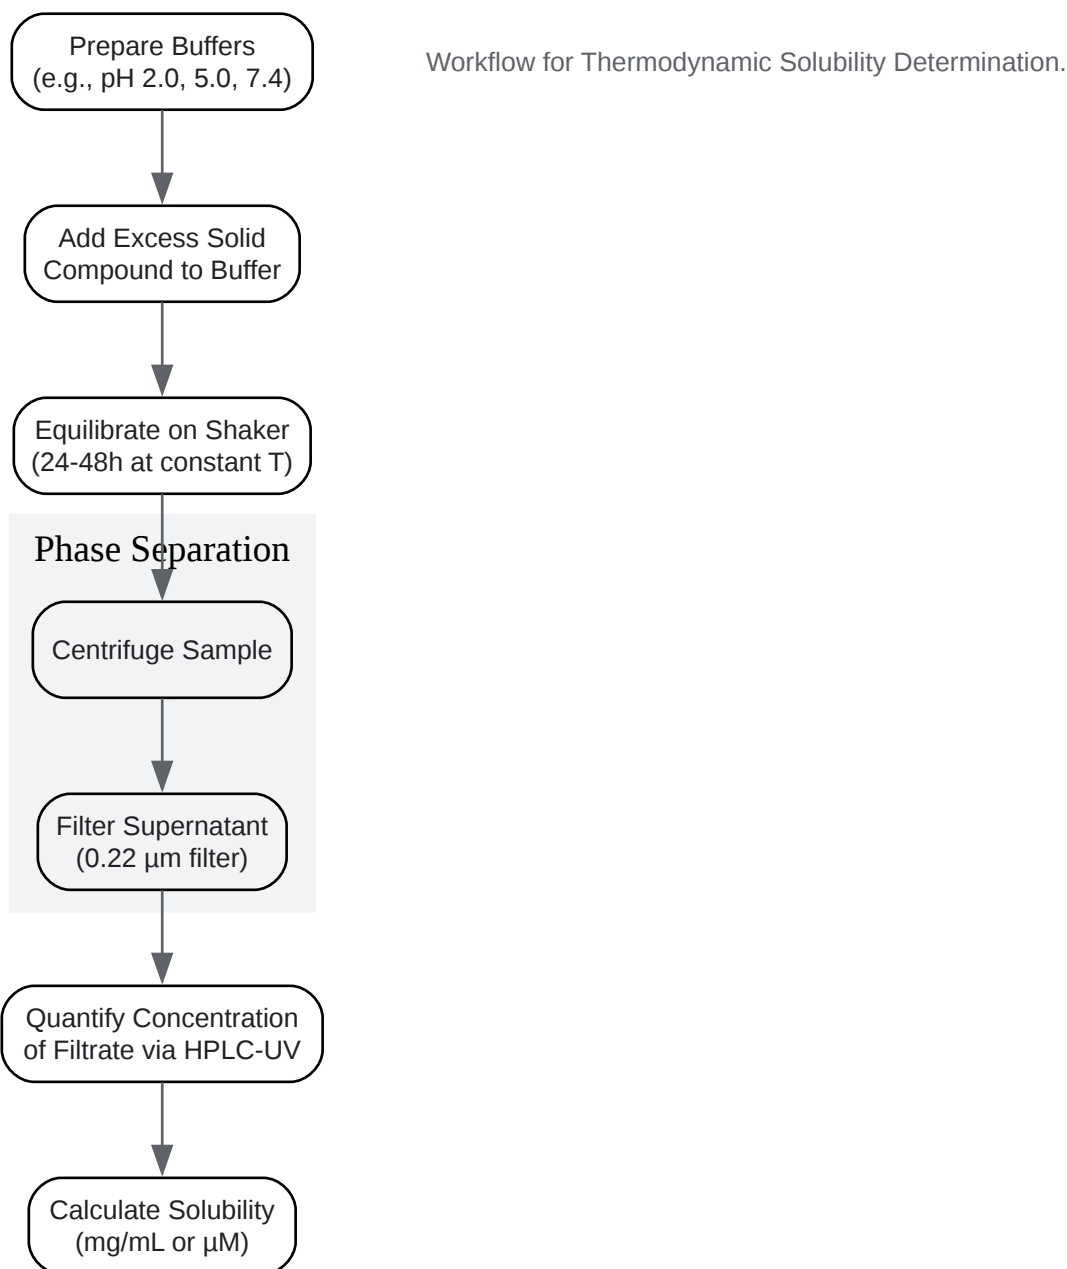 Prepare Buffers
(e.g., pH 2.0, 5.0, 7.4)
Workflow for Thermodynamic Solubility Determination.
Add Excess Solid
Compound to Buffer
Equilibrate on Shaker
(24-48h at constant T)
Phase Separation
Centrifuge Sample
Filter Supernatant
(0.22 µm filter)
Quantify Concentration
of Filtrate via HPLC-UV
Calculate Solubility
(mg/mL or µM)